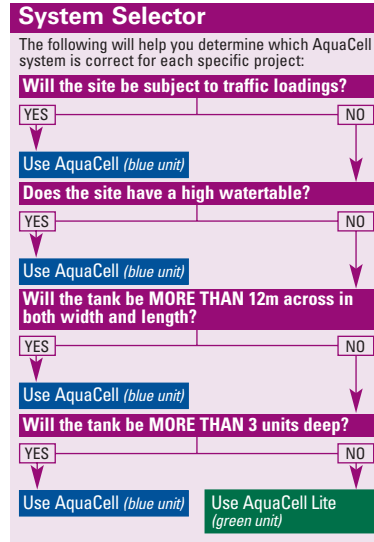 System Selector
The following will help you determine which AquaCell
system is correct for each specific project:
Will the site be subject to traffic loadings?
YES
NO
Use AquaCell (blue unit)
Does the site have a high watertable?
YES
NO
Use AquaCell (blue unit)
Will the tank be MORE THAN 12m across in
both width and length?
YES
NO
Use AquaCell (blue unit)
Will the tank be MORE THAN 3 units deep?
YES
NO
Use AquaCell (blue unit)
Use AquaCell Lite
(green unit)